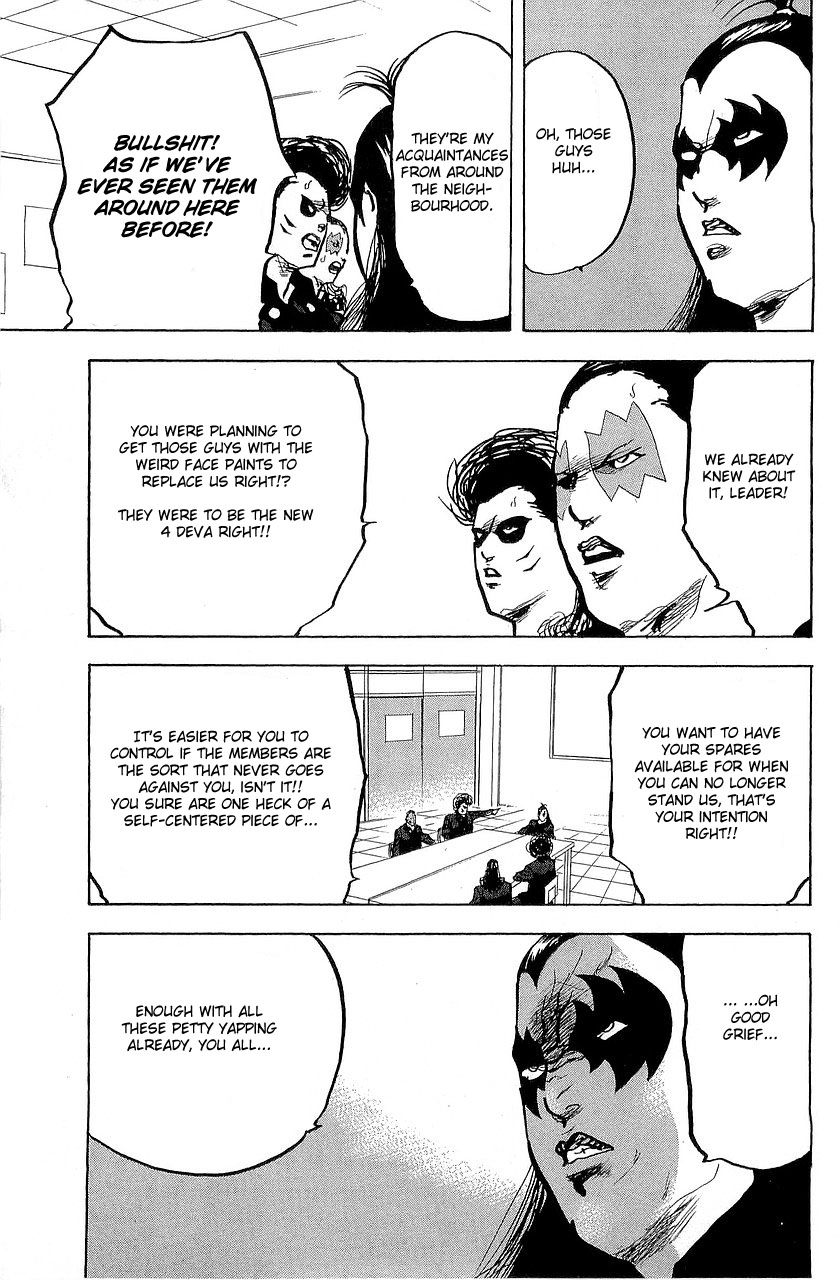 OH, THOSE
GUYS
HUH...
THEY'RE MY
ACQUAINTANCES
FROM AROUND
THE NEIGH-
BOURHOOD.
BULLSHIT!
AS IF WE'VE
EVER SEEN THEM
AROUND HERE
BEFORE!
WE ALREADY
KNEW ABOUT
IT, LEADER!
YOU WERE PLANNING TO
GET THOSE GUYS WITH THE
WEIRD FACE PAINTS TO
REPLACE US RIGHT!?
THEY WERE TO BE THE NEW
4 DEVA RIGHT!!
YOU WANT TO HAVE
YOUR SPARES
AVAILABLE FOR WHEN
YOU CAN NO LONGER
STAND US, THAT'S
YOUR INTENTION
RIGHT!!
IT'S EASIER FOR YOU TO
CONTROL IF THE MEMBERS ARE
THE SORT THAT NEVER GOES
AGAINST YOU, ISN'T IT!!
YOU SURE ARE ONE HECK OF A
SELF-CENTERED PIECE OF...
... ...OH
GOOD
GRIEF...
ENOUGH WITH ALL
THESE PETTY YAPPING
ALREADY, YOU ALL...